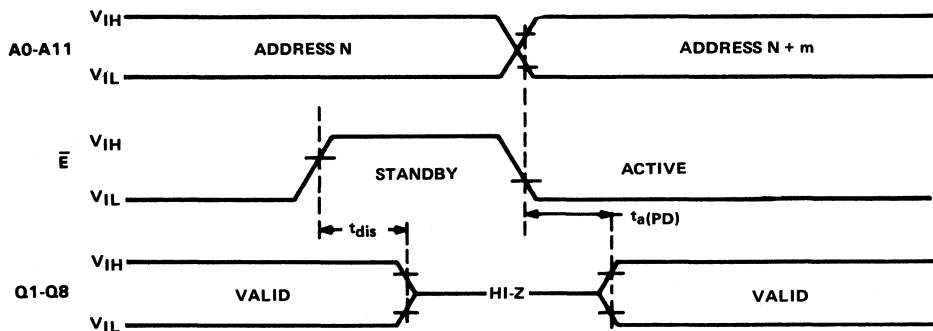 VIH
A0-A11 ADDRESS N ADDRESS N + m
VIL
VIH
E̅ STANDBY ACTIVE
VIL
tdis ta(PD)
VIH
Q1-Q8 VALID HI-Z VALID
VIL